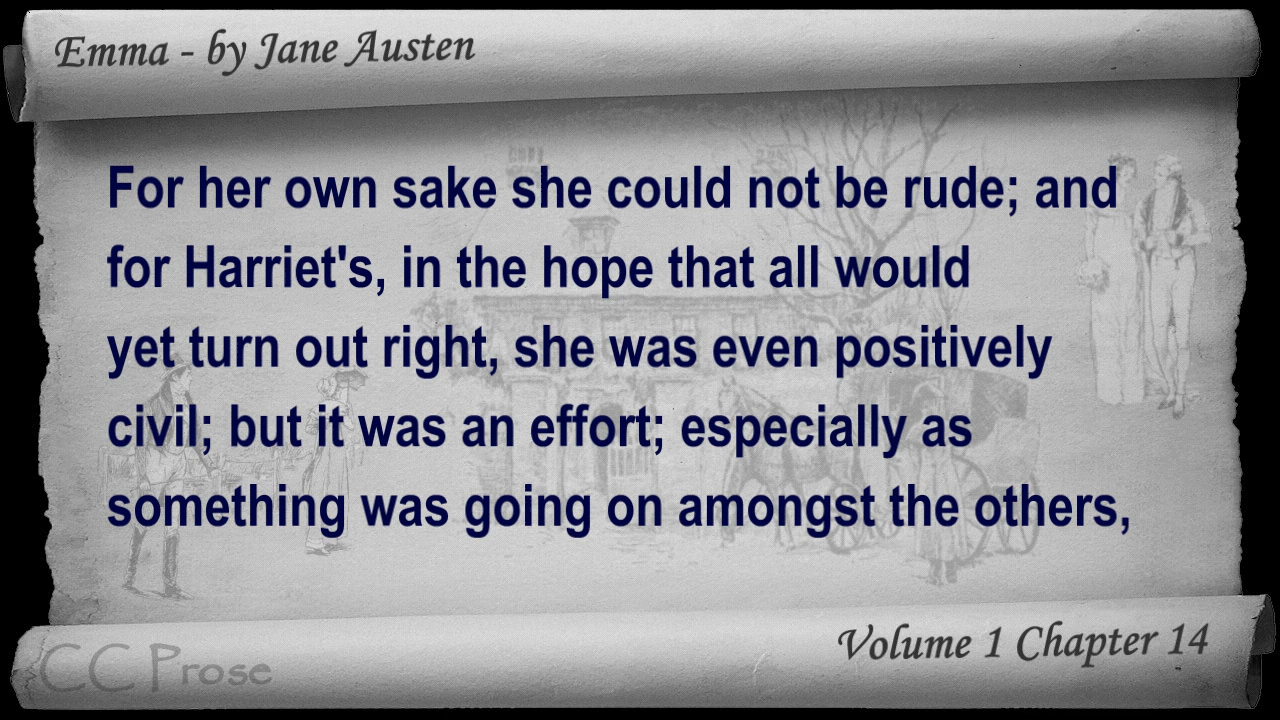 Emma - by Jane Austen
For her own sake she could not be rude; and
for Harriet's, in the hope that all would
yet turn out right, she was even positively
civil; but it was an effort; especially as
something was going on amongst the others,
Volume 1 Chapter 14
CC Prose